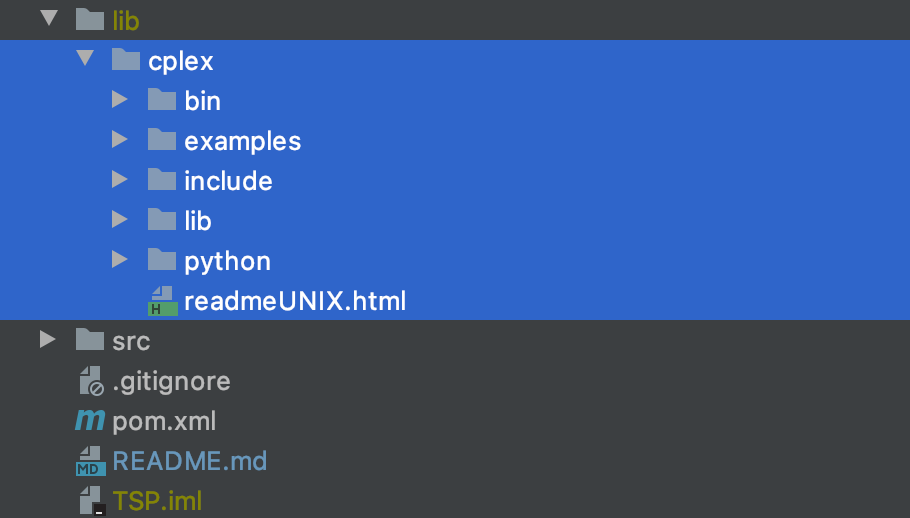 lib
cplex
bin
examples
include
lib
python
H readmeUNIX.html
src
.gitignore
m pom.xml
MD README.md
TSP.iml